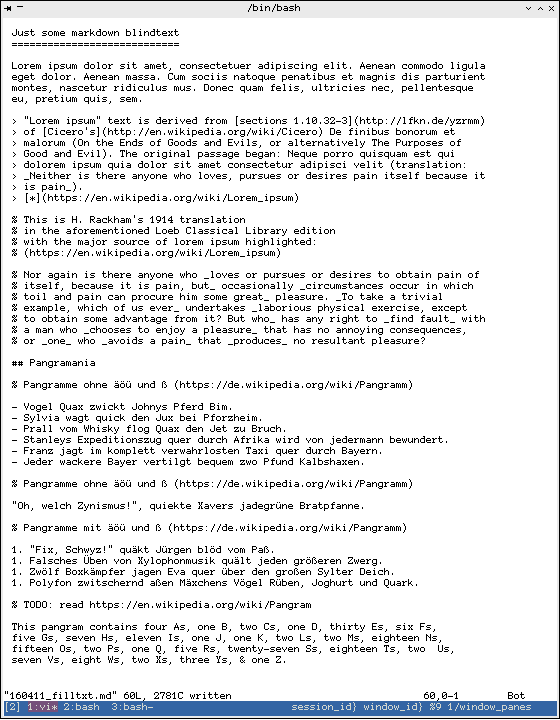 /bin/bash
Just some markdown blindtext
============================
Lorem ipsum dolor sit amet, consectetuer adipiscing elit. Aenean commodo ligula
eget dolor. Aenean massa. Cum sociis natoque penatibus et magnis dis parturient
montes, nascetur ridiculus mus. Donec quam felis, ultricies nec, pellentesque
eu, pretium quis, sem.
> "Lorem ipsum" text is derived from [sections 1.10.32-3](http://lfkn.de/yzrmm)
> of [Cicero's](http://en.wikipedia.org/wiki/Cicero) De finibus bonorum et
> malorum (On the Ends of Goods and Evils, or alternatively The Purposes of
> Good and Evil). The original passage began: Neque porro quisquam est qui
> dolorem ipsum quia dolor sit amet consectetur adipisci velit (translation:
> _Neither is there anyone who loves, pursues or desires pain itself because it
> is pain_).
> [*](https://en.wikipedia.org/wiki/Lorem_ipsum)
% This is H. Rackham's 1914 translation
% in the aforementioned Loeb Classical Library edition
% with the major source of lorem ipsum highlighted:
% (https://en.wikipedia.org/wiki/Lorem_ipsum)
% Nor again is there anyone who _loves or pursues or desires to obtain pain of
% itself, because it is pain, but_ occasionally _circumstances occur in which
% toil and pain can procure him some great_ pleasure. _To take a trivial
% example, which of us ever_ undertakes _laborious physical exercise, except
% to obtain some advantage from it? But who_ has any right to _find fault_ with
% a man who _chooses to enjoy a pleasure_ that has no annoying consequences,
% or _one_ who _avoids a pain_ that _produces_ no resultant pleasure?
## Pangramania
% Pangramme ohne äöü und ß (https://de.wikipedia.org/wiki/Pangramm)
- Vogel Quax zwickt Johnys Pferd Bim.
- Sylvia wagt quick den Jux bei Pforzheim.
- Prall vom Whisky flog Quax den Jet zu Bruch.
- Stanleys Expeditionszug quer durch Afrika wird von jedermann bewundert.
- Franz jagt im komplett verwahrlosten Taxi quer durch Bayern.
- Jeder wackere Bayer vertilgt bequem zwo Pfund Kalbshaxen.
% Pangramme ohne äöü und ß (https://de.wikipedia.org/wiki/Pangramm)
"Oh, welch Zynismus!", quiekte Xavers jadegrüne Bratpfanne.
% Pangramme mit äöü und ß (https://de.wikipedia.org/wiki/Pangramm)
1. "Fix, Schwyz!" quäkt Jürgen blöd vom Paß.
1. Falsches Üben von Xylophonmusik quält jeden größeren Zwerg.
1. Zwölf Boxkämpfer jagen Eva quer über den großen Sylter Deich.
1. Polyfon zwitschernd aßen Mäxchens Vögel Rüben, Joghurt und Quark.
% TODO: read https://en.wikipedia.org/wiki/Pangram
This pangram contains four As, one B, two Cs, one D, thirty Es, six Fs,
five Gs, seven Hs, eleven Is, one J, one K, two Ls, two Ms, eighteen Ns,
fifteen Os, two Ps, one Q, five Rs, twenty-seven Ss, eighteen Ts, two  Us,
seven Vs, eight Ws, two Xs, three Ys, & one Z.
"160411_filltxt.md" 60L, 2781C written 60,0-1 Bot
[2] 1:vi* 2:bash  3:bash- session_id} window_id} %9 1/window_panes